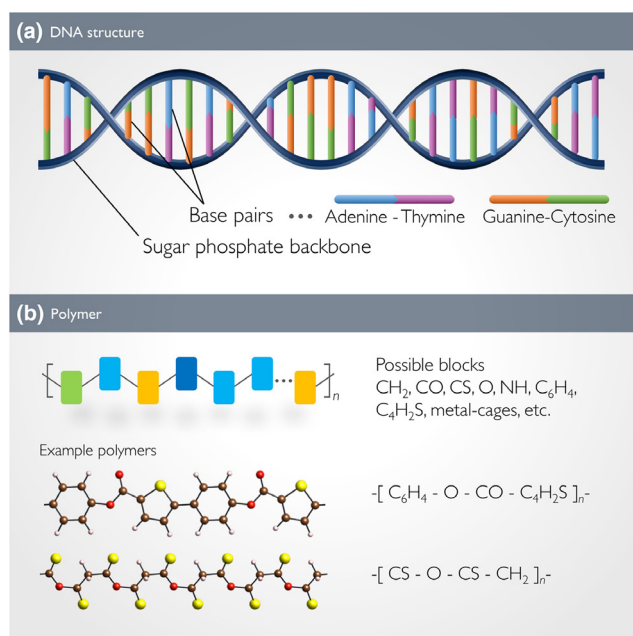 (a) DNA structure
Base pairs ••• Adenine - Thymine Guanine-Cytosine
Sugar phosphate backbone
(b) Polymer
[ ••• ]n
Possible blocks
CH₂, CO, CS, O, NH, C₆H₄,
C₄H₂S, metal-cages, etc.
Example polymers
-[ C₆H₄ - O - CO - C₄H₂S ]n-
-[ CS - O - CS - CH₂ ]n-